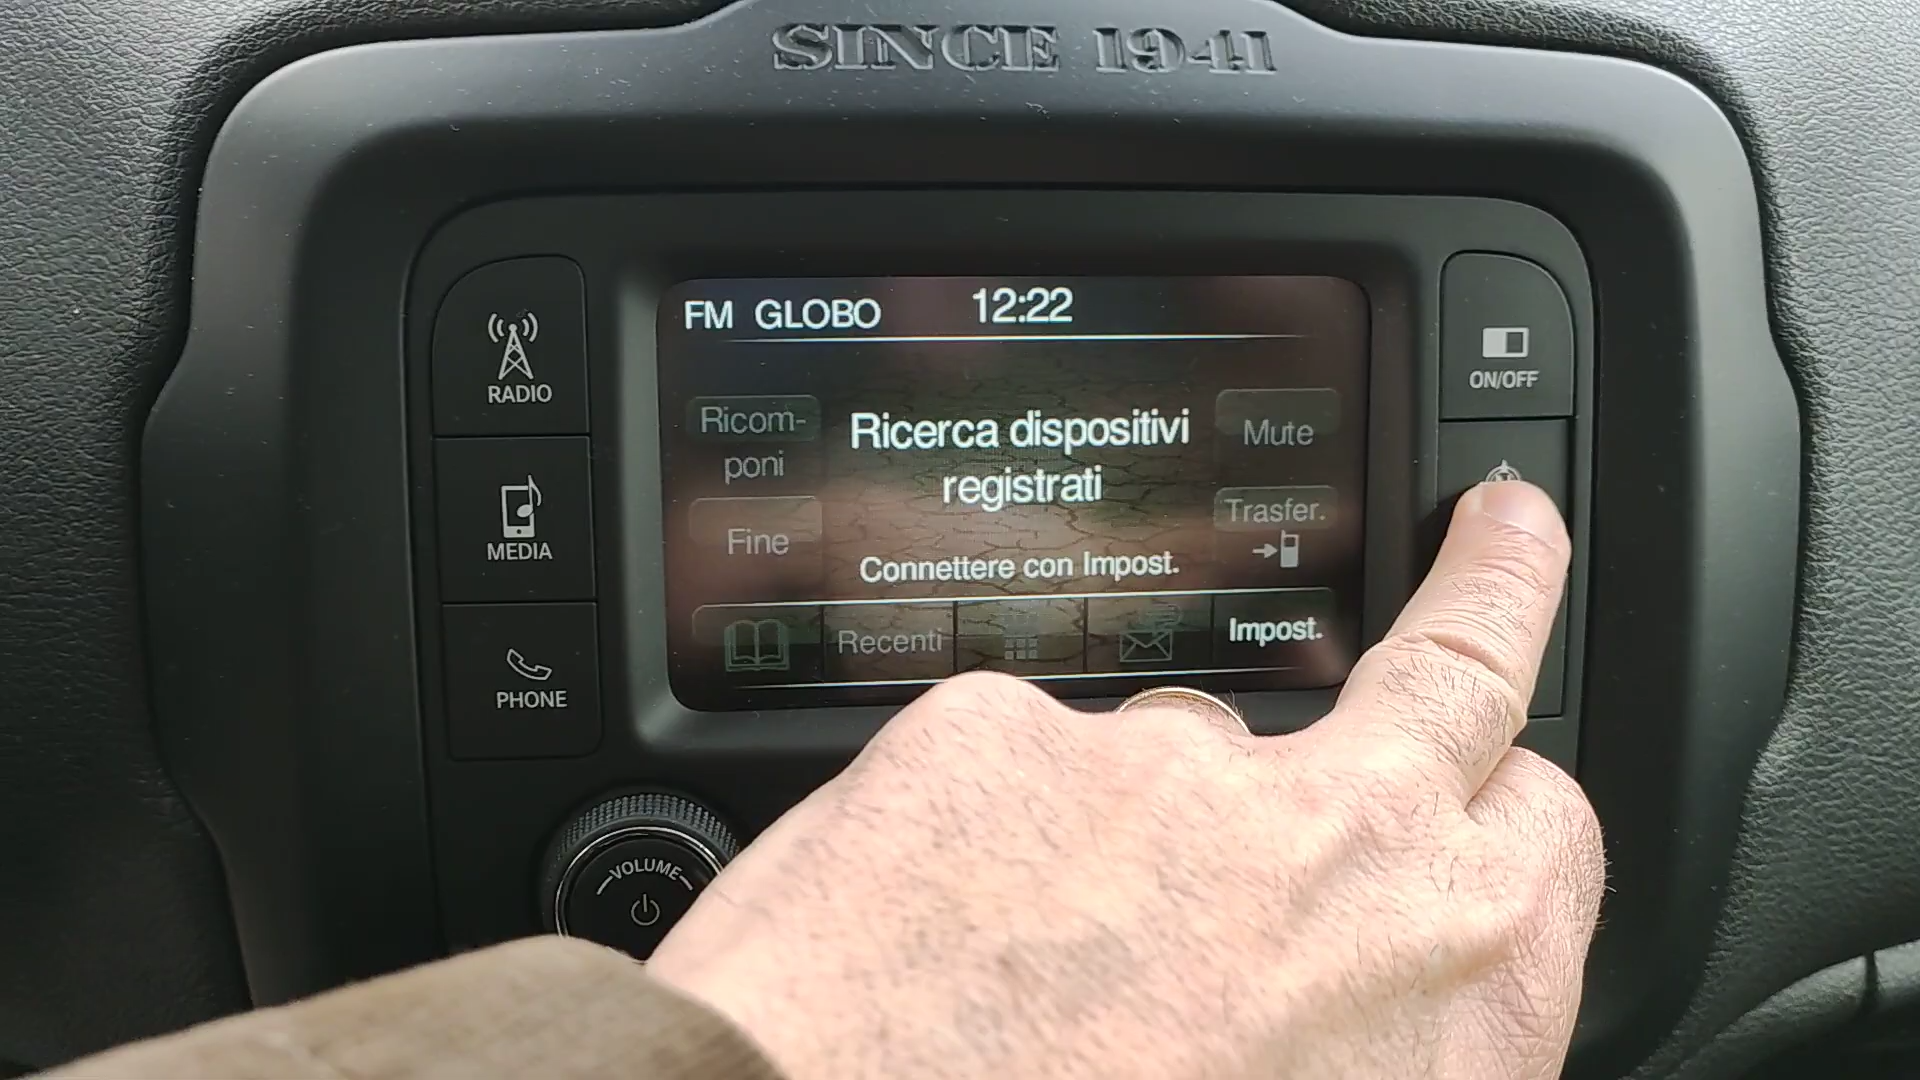 SINCE 1941
FM GLOBO 12:22
Ricom-
poni
Ricerca dispositivi
registrati
Mute
Fine
Trasfer.
Connettere con Impost.
Recenti
Impost.
RADIO
MEDIA
PHONE
ON/OFF
VOLUME